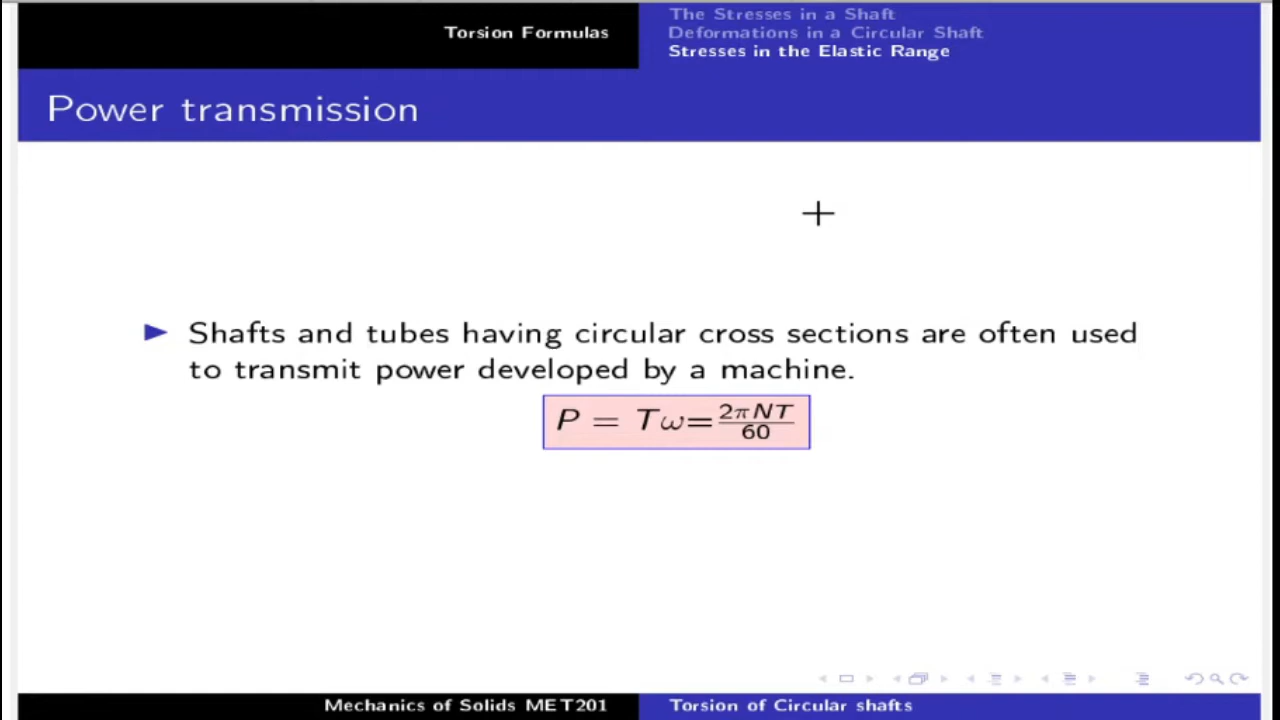 Torsion Formulas
The Stresses in a Shaft
Deformations in a Circular Shaft
Stresses in the Elastic Range
Power transmission
Shafts and tubes having circular cross sections are often used
to transmit power developed by a machine.
P = Tω=2πNT/60
Mechanics of Solids MET201
Torsion of Circular shafts